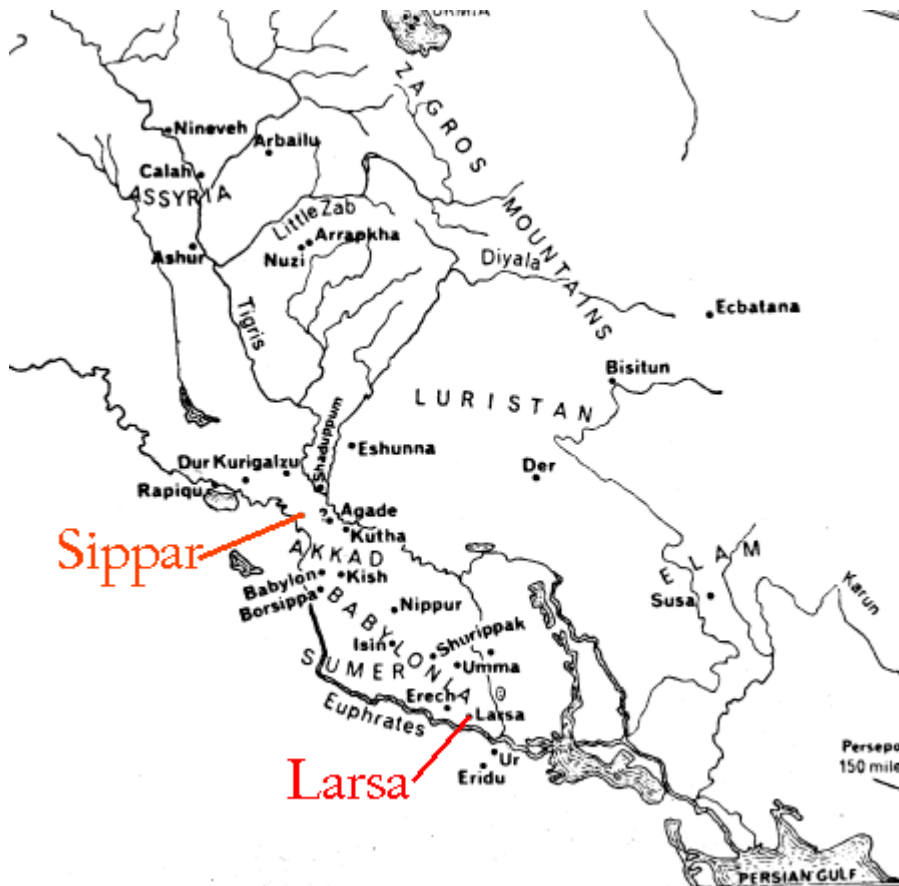 URMIA
ZAGROS MOUNTAINS
Nineveh
Arbailu
Calah
ASSYRIA
Little Zab
Arrapkha
Ashur
Nuzi
Diyala
Tigris
Ecbatana
Bisitun
LURISTAN
Shaduppum
Eshunna
Dur Kurigalzu
Der
Rapiqu
? Agade
Sippar
Kutha
AKKAD
ELAM
Babylon
Kish
Karun
Borsippa
Susa
BABYLONIA
Nippur
Isin
Shurippak
SUMER
Umma
Erech
Euphrates
Larsa
Ur
Larsa
Eridu
Persepo
150 mile
PERSIAN GULF